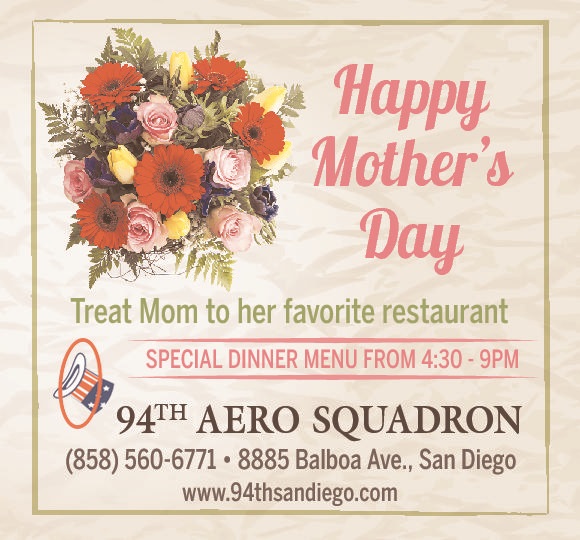 Happy
Mother's
Day
Treat Mom to her favorite restaurant
SPECIAL DINNER MENU FROM 4:30 - 9PM
94TH AERO SQUADRON
(858) 560-6771 • 8885 Balboa Ave., San Diego
www.94thsandiego.com